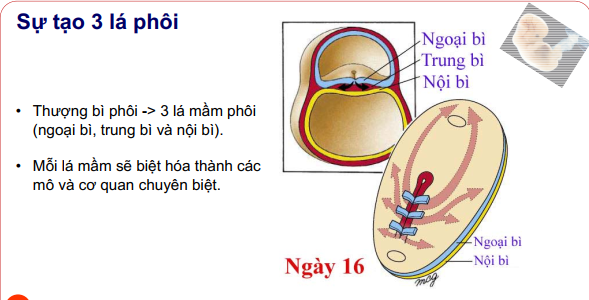 Sự tạo 3 lá phôi
• Thượng bì phôi -> 3 lá mầm phôi
(ngoại bì, trung bì và nội bì).
• Mỗi lá mầm sẽ biệt hóa thành các
mô và cơ quan chuyên biệt.
Ngoại bì
Trung bì
Nội bì
Ngoại bì
Nội bì
Ngày 16